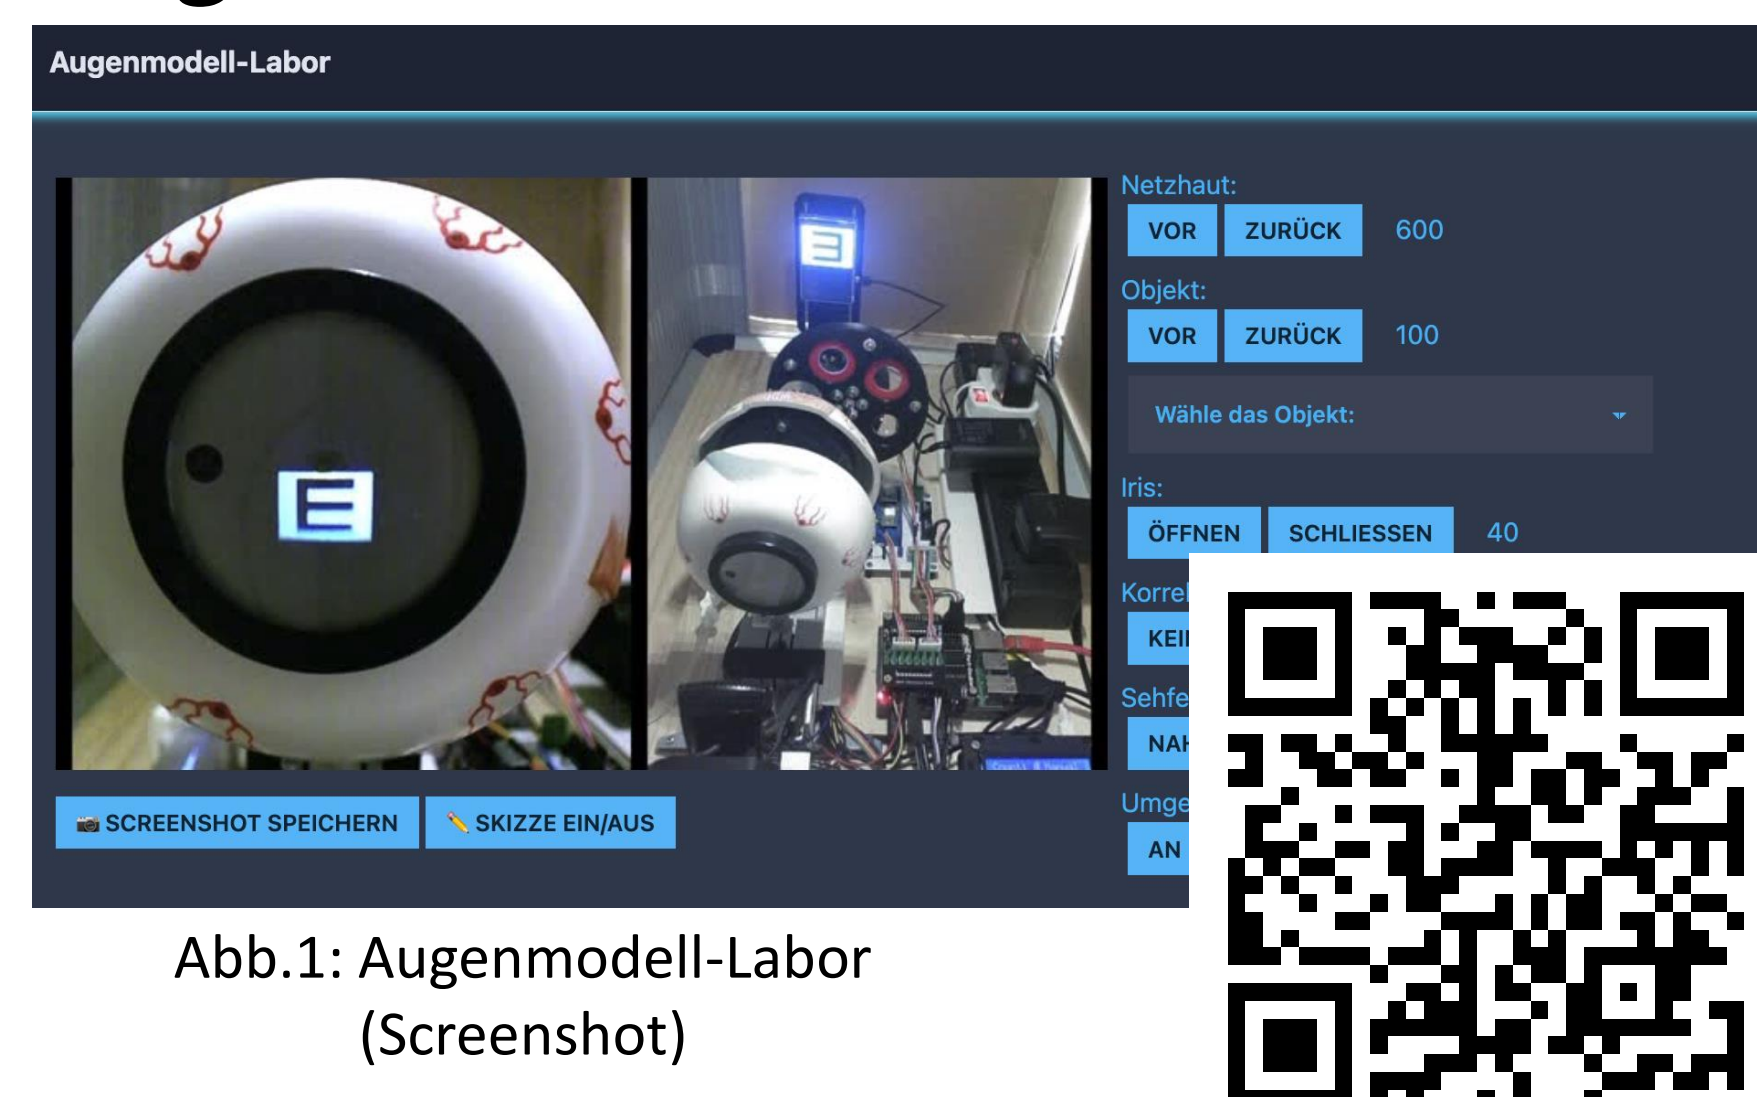 Augenmodell-Labor
Netzhaut:
VOR ZURÜCK 600
Objekt:
VOR ZURÜCK 100
Wähle das Objekt:
Iris:
ÖFFNEN SCHLIESSEN 40
E
E
SCREENSHOT SPEICHERN SKIZZE EIN/AUS
AN
Abb.1: Augenmodell-Labor
(Screenshot)